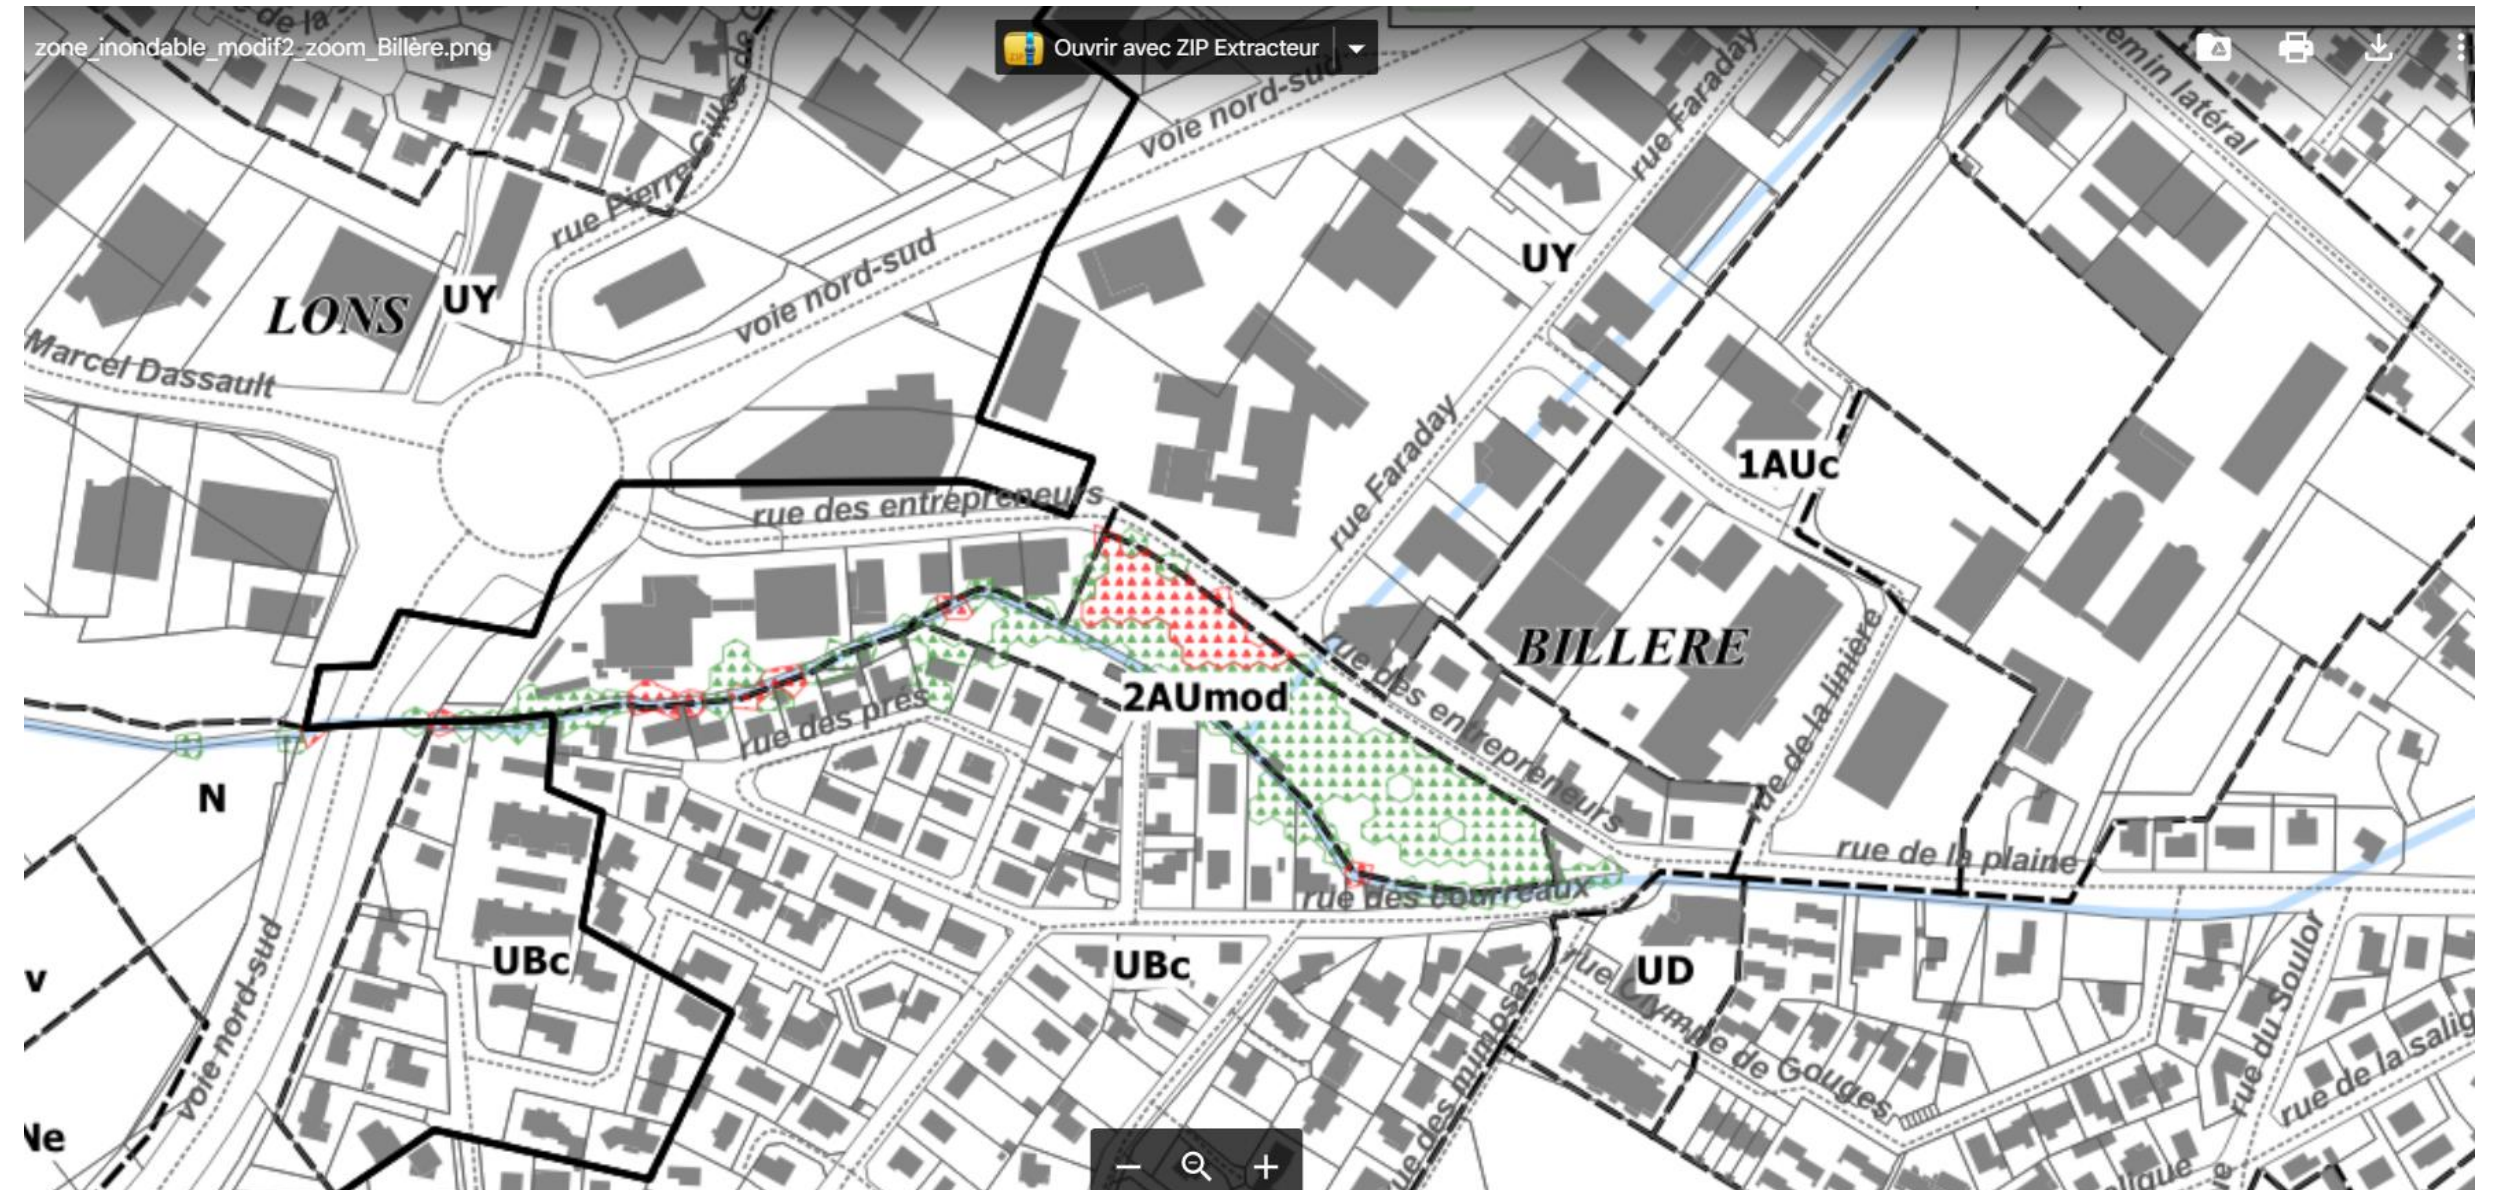 zone_inondable_modif2_zoom_Billère.png
Ouvrir avec ZIP Extracteur
emin latéral
rue Faraday
voie nord-sud
rue Pierre-Gilles de G
UY
LONS
UY
voie nord-sud
Marcel Dassault
rue Faraday
1AUc
rue des entrepreneurs
BILLERE
rue de la linière
2AUmod
rue des prés
rue des entrepreneurs
N
rue de la plaine
rue des courreaux
UBc
UBc
UD
v
voie nord-sud
rue des mimosas
rue Olympe de Gouges
rue du Soulor
rue de la salig
Ne
aligue